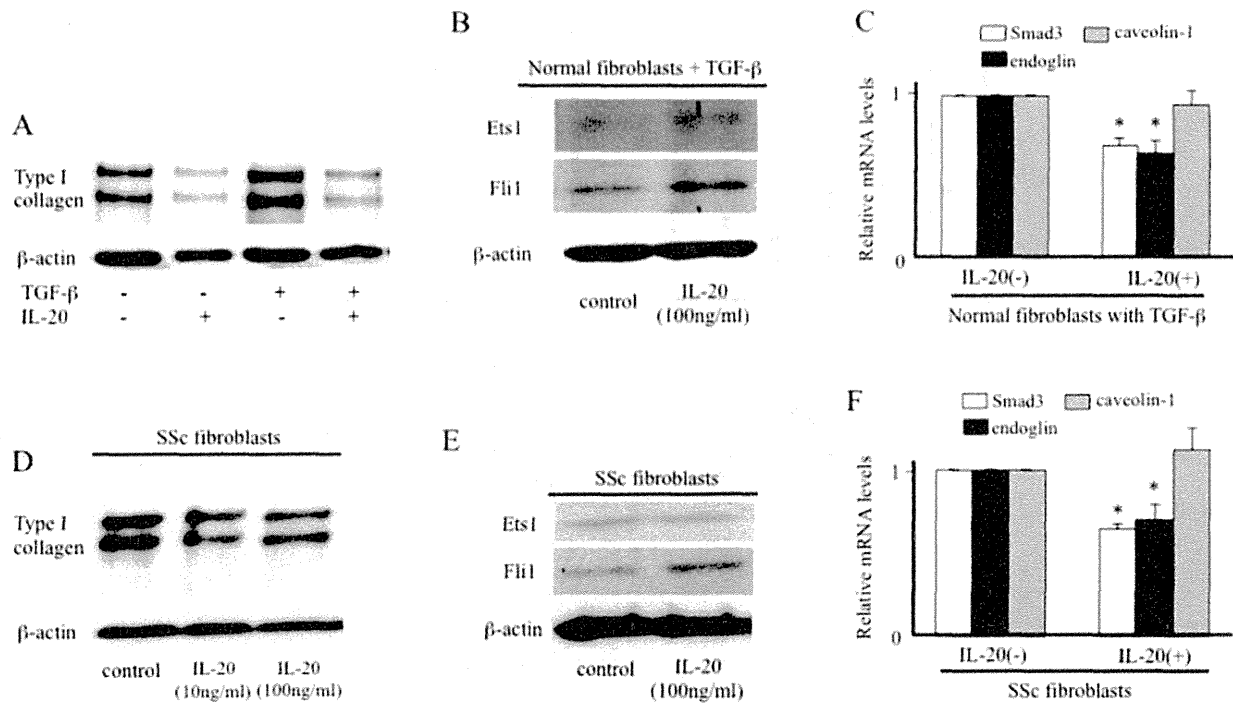 A
Type I
collagen
β-actin
TGF-β - - + +
IL-20 - + - +
B
Normal fibroblasts + TGF-β
Ets1
Fli1
β-actin
control IL-20
(100ng/ml)
C
Smad3 caveolin-1
endoglin
Relative mRNA levels
1
* *
0
IL-20(-) IL-20(+)
Normal fibroblasts with TGF-β
D
SSc fibroblasts
Type I
collagen
β-actin
control IL-20 IL-20
(10ng/ml) (100ng/ml)
E
SSc fibroblasts
Ets1
Fli1
β-actin
control IL-20
(100ng/ml)
F
Smad3 caveolin-1
endoglin
Relative mRNA levels
1
* *
0
IL-20(-) IL-20(+)
SSc fibroblasts